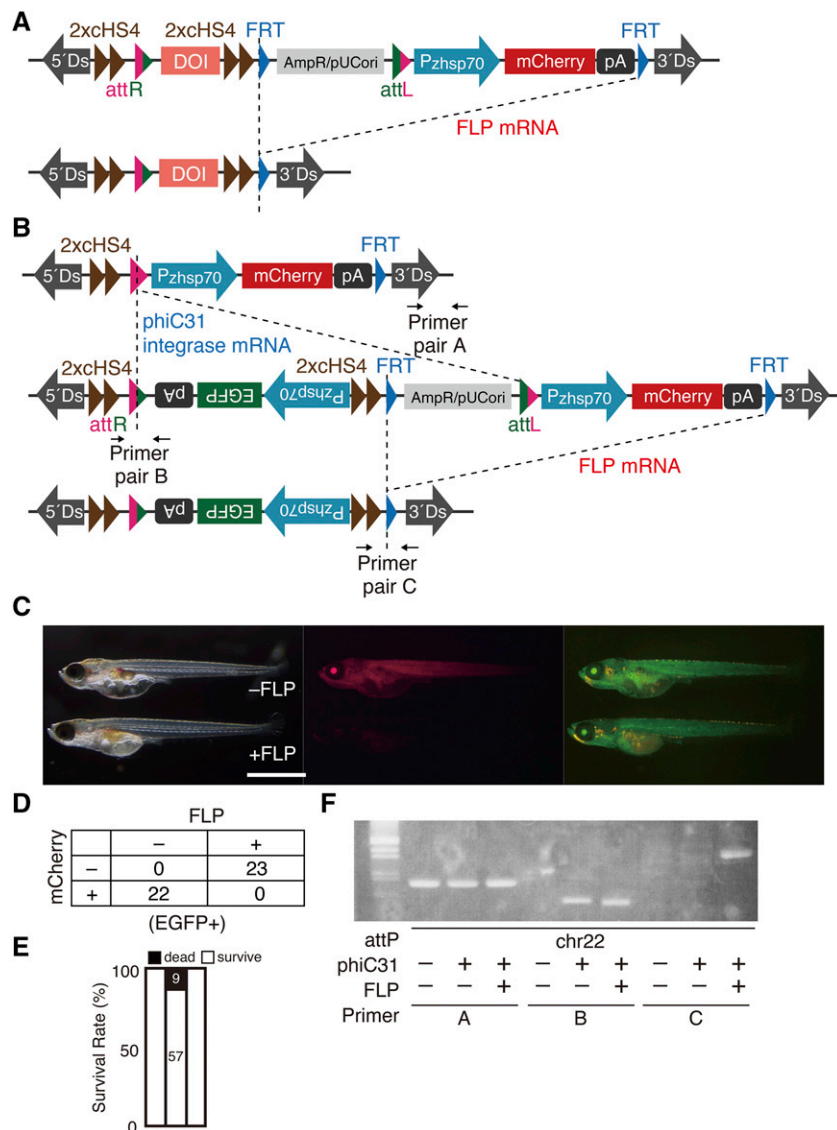 A
2xcHS4 2xcHS4 FRT FRT
5´Ds DOI AmpR/pUCori Pzhsp70 mCherry pA 3´Ds
attR attL
FLP mRNA
5´Ds DOI 3´Ds
B
2xcHS4 FRT
5´Ds Pzhsp70 mCherry pA 3´Ds
phiC31
integrase mRNA
Primer
pair A
2xcHS4 2xcHS4 FRT FRT
5´Ds pA EGFP Pzhsp70 AmpR/pUCori Pzhsp70 mCherry pA 3´Ds
attR attL
Primer
pair B
FLP mRNA
5´Ds pA EGFP Pzhsp70 3´Ds
Primer
pair C
C
–FLP
+FLP
D
FLP
– +
mCherry – 0 23
+ 22 0
(EGFP+)
E
dead survive
Survival Rate (%)
100
50
0
9
57
F
attP chr22
phiC31 – + + – + + – + +
FLP – – + – – + – – +
Primer A B C